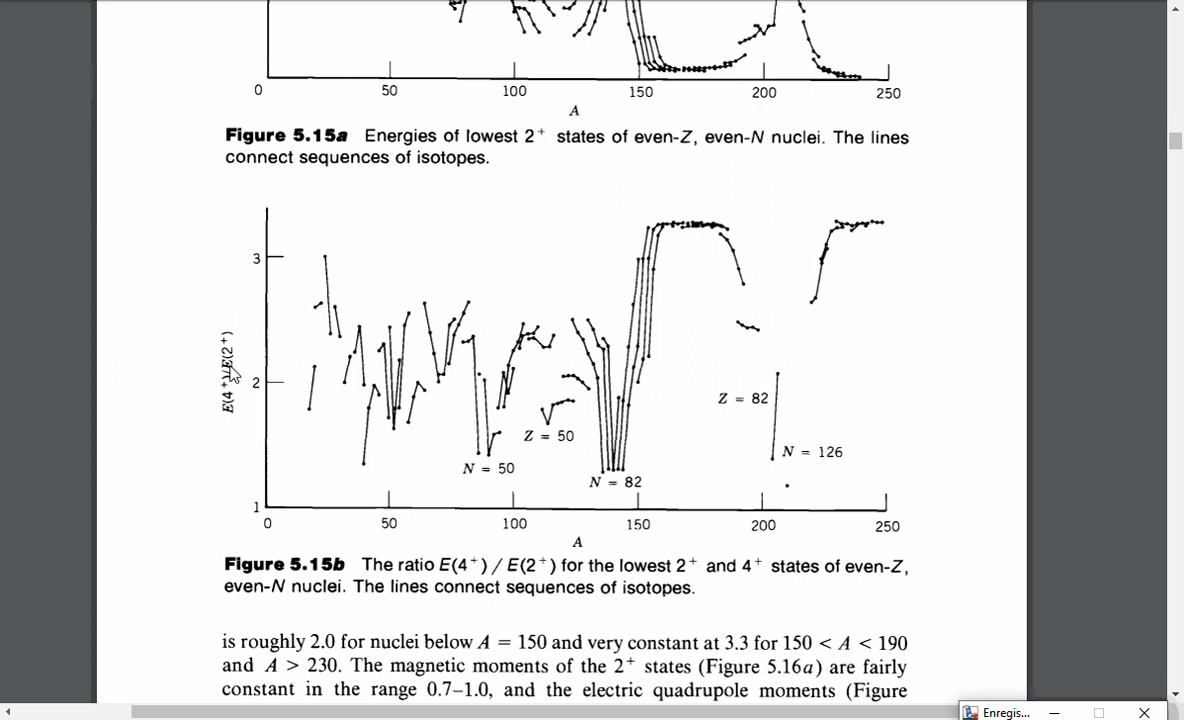 0 50 100 150 200 250
A
Figure 5.15a Energies of lowest 2⁺ states of even-Z, even-N nuclei. The lines
connect sequences of isotopes.
3
E(4⁺)/E(2⁺)
2
Z = 82
Z = 50
N = 126
N = 50
N = 82
1
0 50 100 150 200 250
A
Figure 5.15b The ratio E(4⁺) / E(2⁺) for the lowest 2⁺ and 4⁺ states of even-Z,
even-N nuclei. The lines connect sequences of isotopes.
is roughly 2.0 for nuclei below A = 150 and very constant at 3.3 for 150 < A < 190
and A > 230. The magnetic moments of the 2⁺ states (Figure 5.16a) are fairly
constant in the range 0.7–1.0, and the electric quadrupole moments (Figure
Enregis...